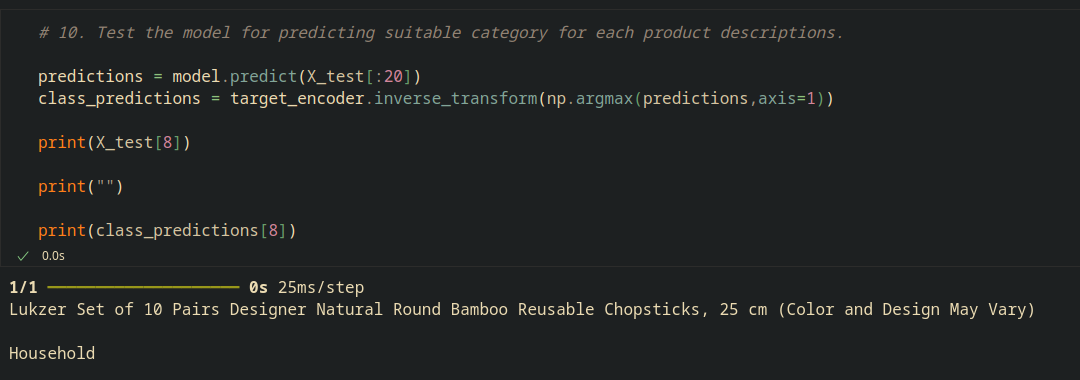 # 10. Test the model for predicting suitable category for each product descriptions.
predictions = model.predict(X_test[:20])
class_predictions = target_encoder.inverse_transform(np.argmax(predictions,axis=1))
print(X_test[8])
print("")
print(class_predictions[8])
0.0s
1/1 0s 25ms/step
Lukzer Set of 10 Pairs Designer Natural Round Bamboo Reusable Chopsticks, 25 cm (Color and Design May Vary)
Household